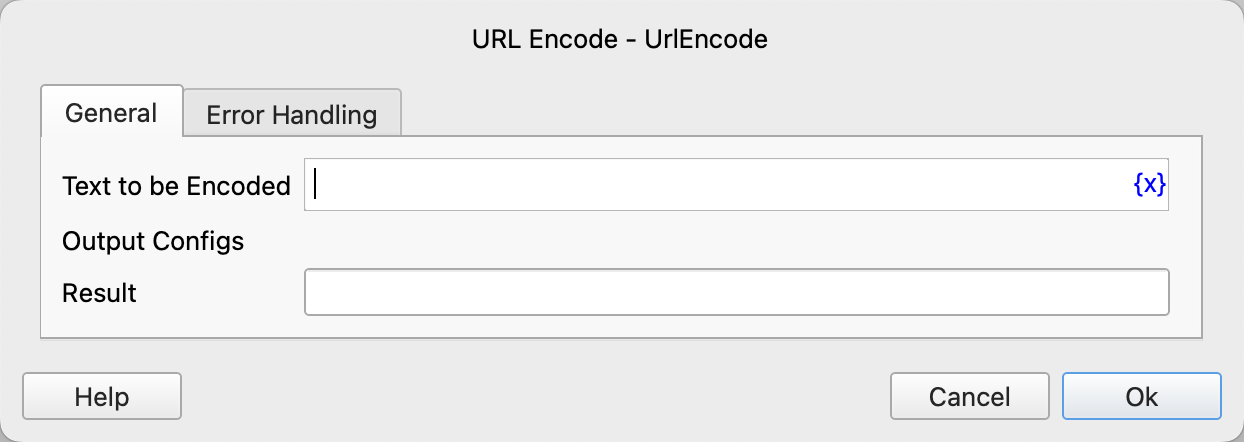 URL Encode - UrlEncode
General
Error Handling
Text to be Encoded
{x}
Output Configs
Result
Help
Cancel
Ok